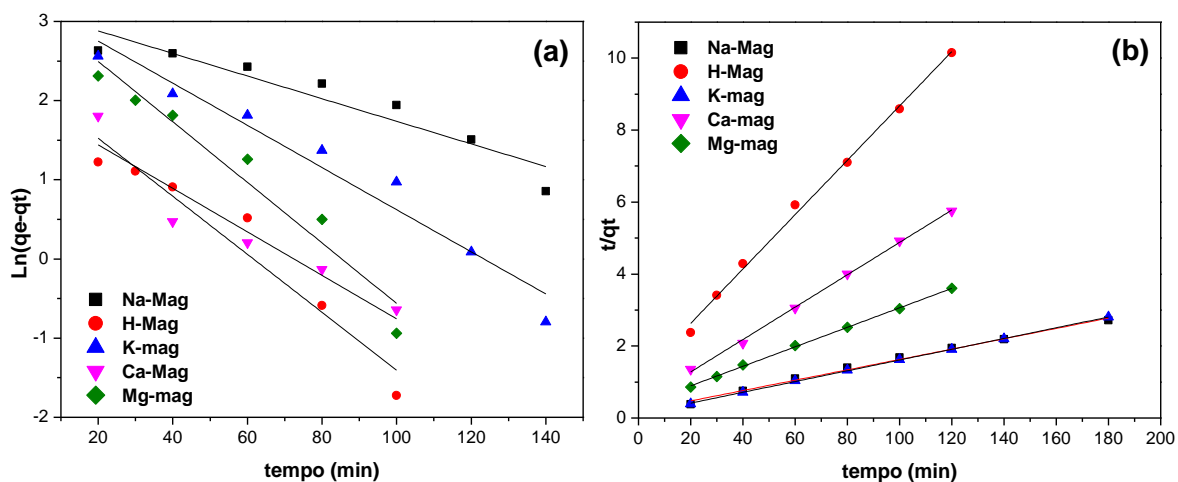 (a)
3
2
1
0
-1
-2
Ln(qe-qt)
Na-Mag
H-Mag
K-mag
Ca-Mag
Mg-mag
20 40 60 80 100 120 140
tempo (min)
(b)
10
8
6
4
2
0
t/qt
Na-Mag
H-Mag
K-mag
Ca-mag
Mg-mag
0 20 40 60 80 100 120 140 160 180 200
tempo (min)